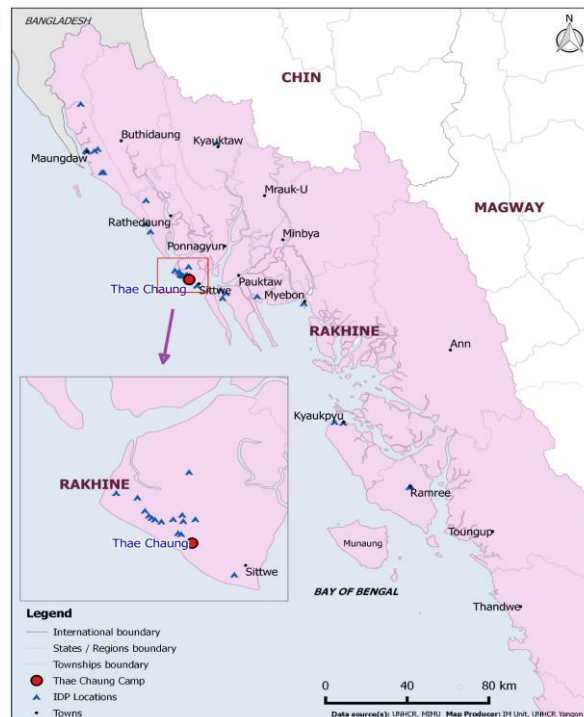 BANGLADESH
N
CHIN
Buthidaung
Kyauktaw
Maungdaw
Mrauk-U
MAGWAY
Rathedaung
Minbya
Ponnagyun
Pauktaw
Thae Chaung
Sittwe
Myebon
RAKHINE
Ann
Kyaukpyu
RAKHINE
Ramree
Thae Chaung
Toungup
Munaung
Sittwe
BAY OF BENGAL
Thandwe
Legend
International boundary
States / Regions boundary
Townships boundary
Thae Chaung Camp
IDP Locations
Towns
0 40 80 km
Data source(s): UNHCR, MIMU Map Producer: IM Unit, UNHCR Yangon